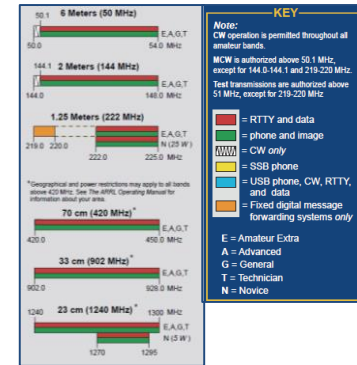 50.1 6 Meters (50 MHz)
E,A,G,T
50.0 54.0 MHz
144.1 2 Meters (144 MHz)
E,A,G,T
144.0 148.0 MHz
1.25 Meters (222 MHz)
E,A,G,T
N (25 W)
219.0 220.0
222.0 225.0 MHz
*Geographical and power restrictions may apply to all bands
above 420 MHz. See The ARRL Operating Manual for
information about your area.
70 cm (420 MHz)*
E,A,G,T
420.0 450.0 MHz
33 cm (902 MHz)*
E,A,G,T
902.0 928.0 MHz
23 cm (1240 MHz)*
1240 1300 MHz
E,A,G,T
N (5 W)
1270 1295
KEY
Note:
CW operation is permitted throughout all
amateur bands.
MCW is authorized above 50.1 MHz,
except for 144.0-144.1 and 219-220 MHz.
Test transmissions are authorized above
51 MHz, except for 219-220 MHz
= RTTY and data
= phone and image
= CW only
= SSB phone
= USB phone, CW, RTTY,
and data
= Fixed digital message
forwarding systems only
E = Amateur Extra
A = Advanced
G = General
T = Technician
N = Novice